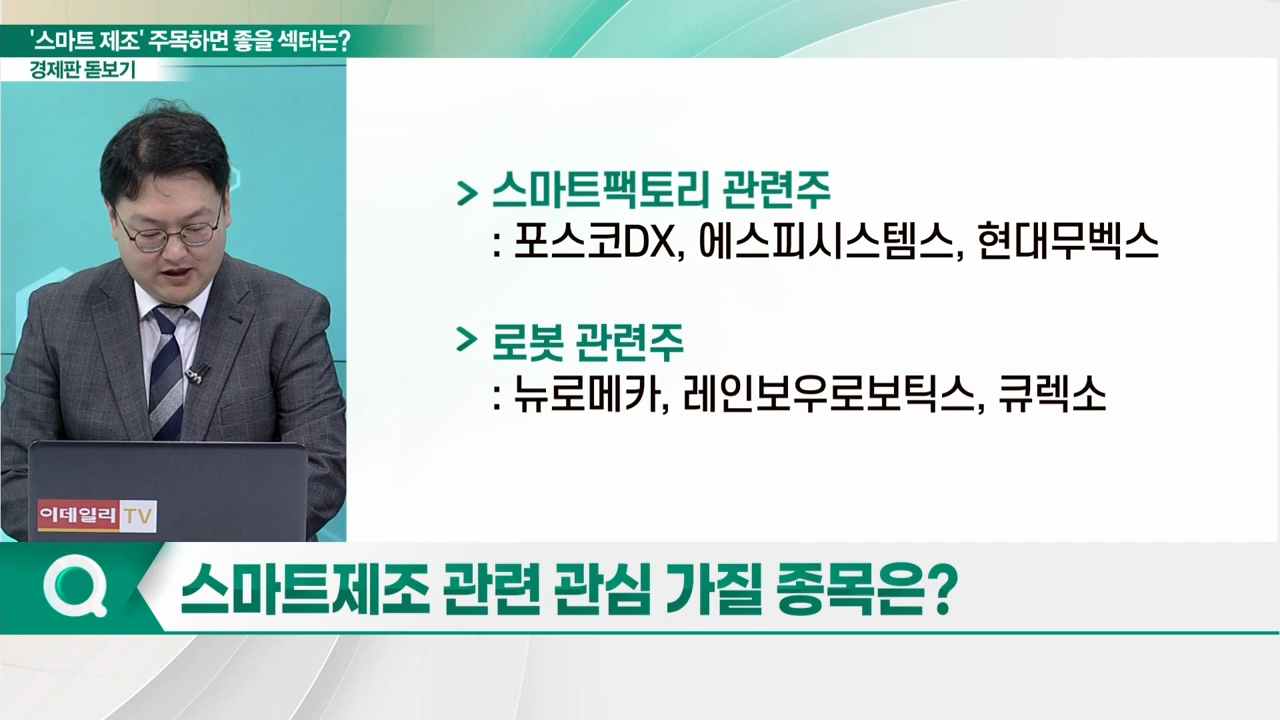 '스마트 제조' 주목하면 좋을 섹터는?
경제판 돋보기
> 스마트팩토리 관련주
: 포스코DX, 에스피시스템스, 현대무벡스
> 로봇 관련주
: 뉴로메카, 레인보우로보틱스, 큐렉소
이데일리 TV
스마트제조 관련 관심 가질 종목은?